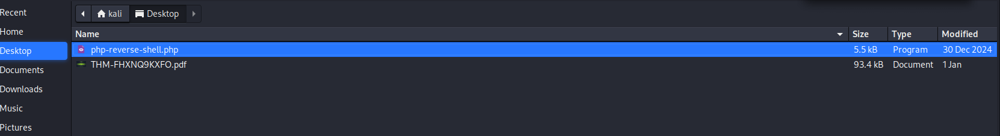 Recent
Home
Desktop
Documents
Downloads
Music
Pictures
kali Desktop
Name Size Type Modified
php-reverse-shell.php 5.5 kB Program 30 Dec 2024
THM-FHXNQ9KXFO.pdf 93.4 kB Document 1 Jan